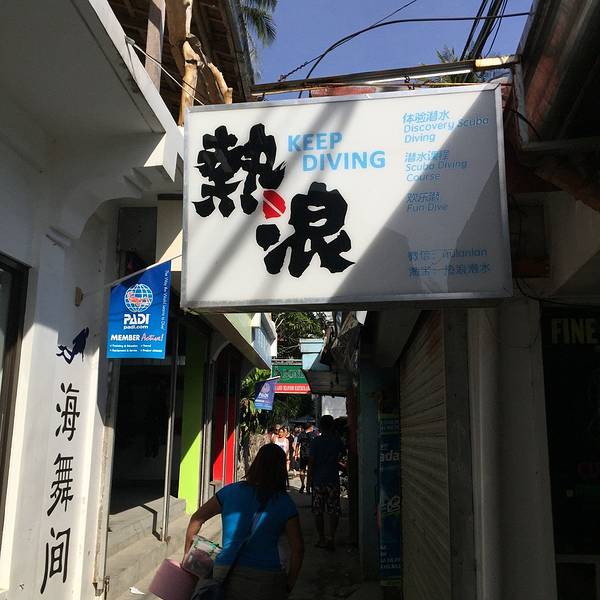 熱浪
KEEP
DIVING
体验潜水
Discovery Scuba
Diving
潜水课程
Scuba Diving
Course
欢乐潜
Fun Dive
PADI
padi.com
MEMBER
海舞间
PADI
FINE